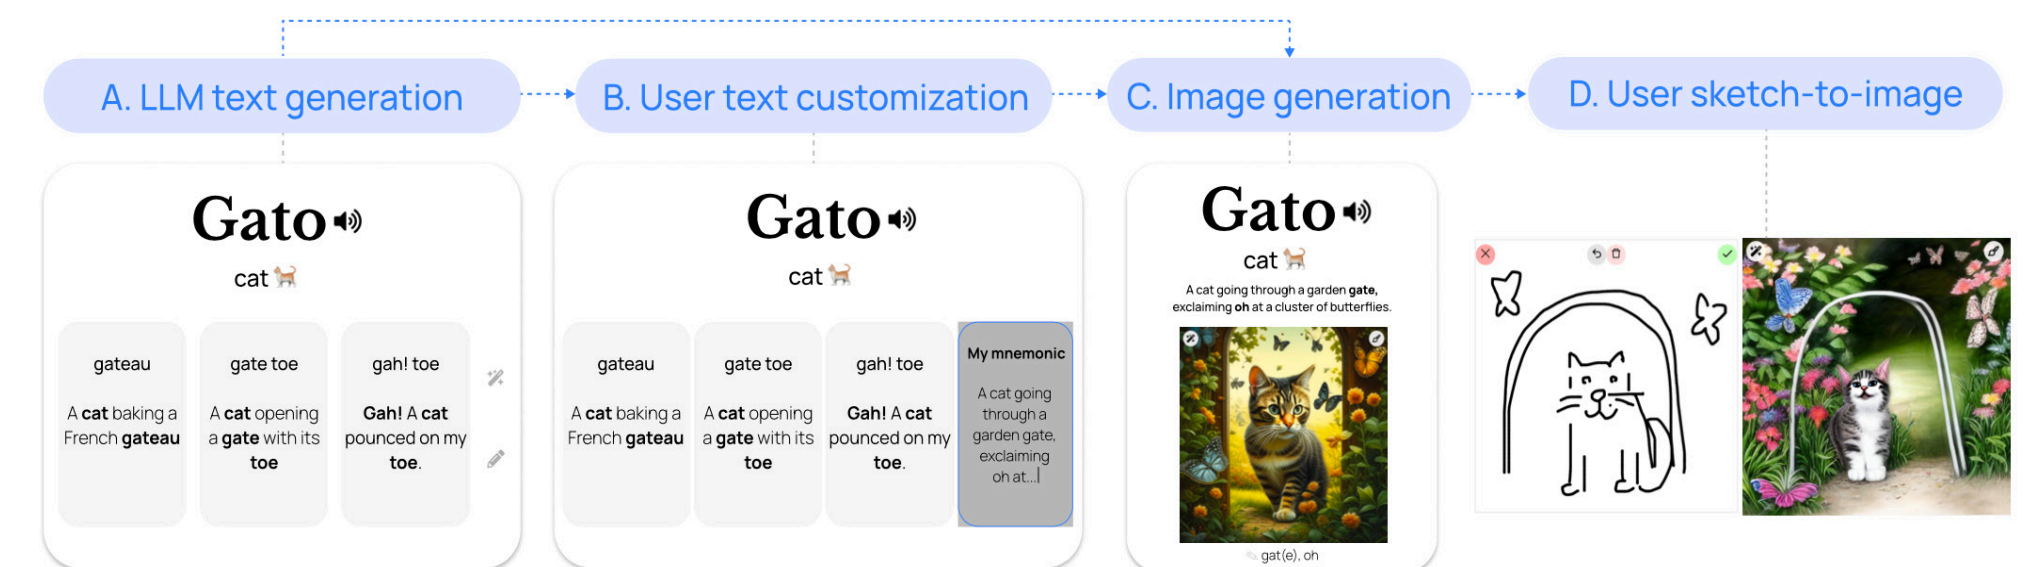 A. LLM text generation
B. User text customization
C. Image generation
D. User sketch-to-image
Gato
cat
gateau
A cat baking a
French gateau
gate toe
A cat opening
a gate with its
toe
gah! toe
Gah! A cat
pounced on my
toe.
Gato
cat
gateau
A cat baking a
French gateau
gate toe
A cat opening
a gate with its
toe
gah! toe
Gah! A cat
pounced on my
toe.
My mnemonic
A cat going
through a
garden gate,
exclaiming
oh at...|
Gato
cat
A cat going through a garden gate,
exclaiming oh at a cluster of butterflies.
gat(e), oh